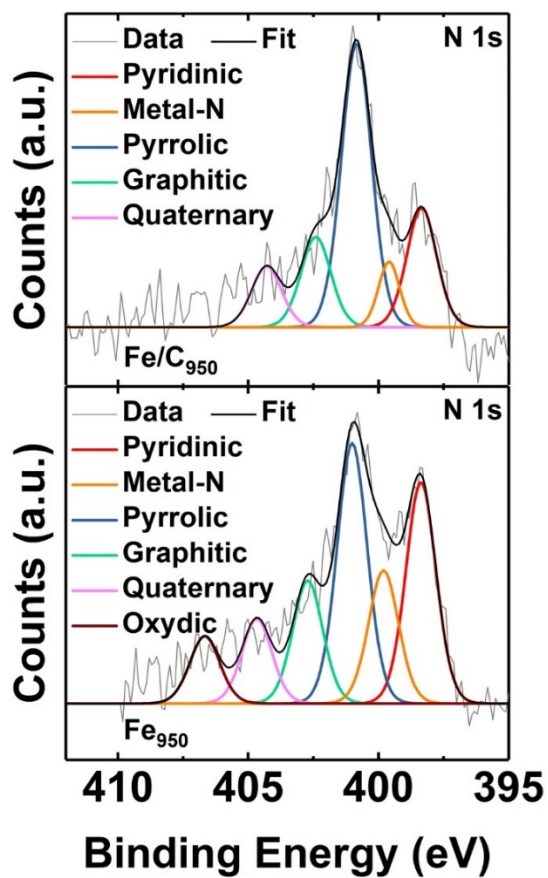 Counts (a.u.)
Data Fit N 1s
Pyridinic
Metal-N
Pyrrolic
Graphitic
Quaternary
Fe/C950
Counts (a.u.)
Data Fit N 1s
Pyridinic
Metal-N
Pyrrolic
Graphitic
Quaternary
Oxydic
Fe950
410 405 400 395
Binding Energy (eV)